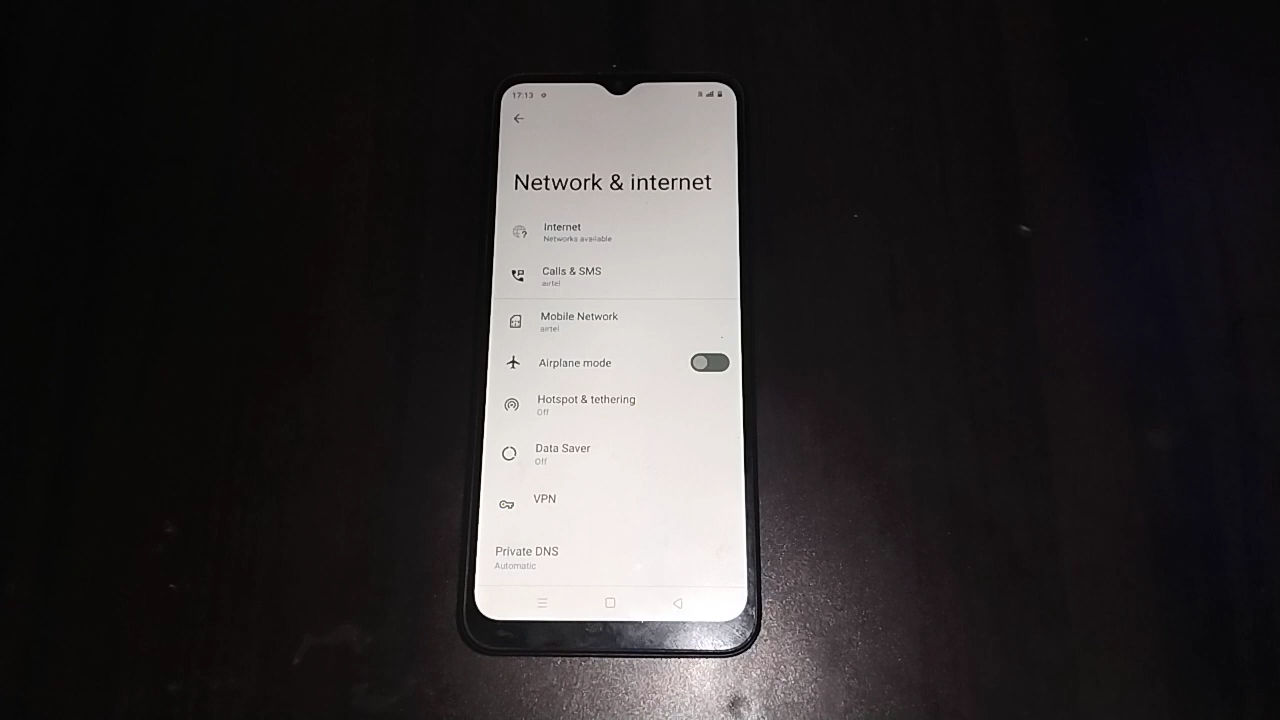 17:13
Network & internet
Internet
Networks available
Calls & SMS
airtel
Mobile Network
airtel
Airplane mode
Hotspot & tethering
Off
Data Saver
Off
VPN
Private DNS
Automatic